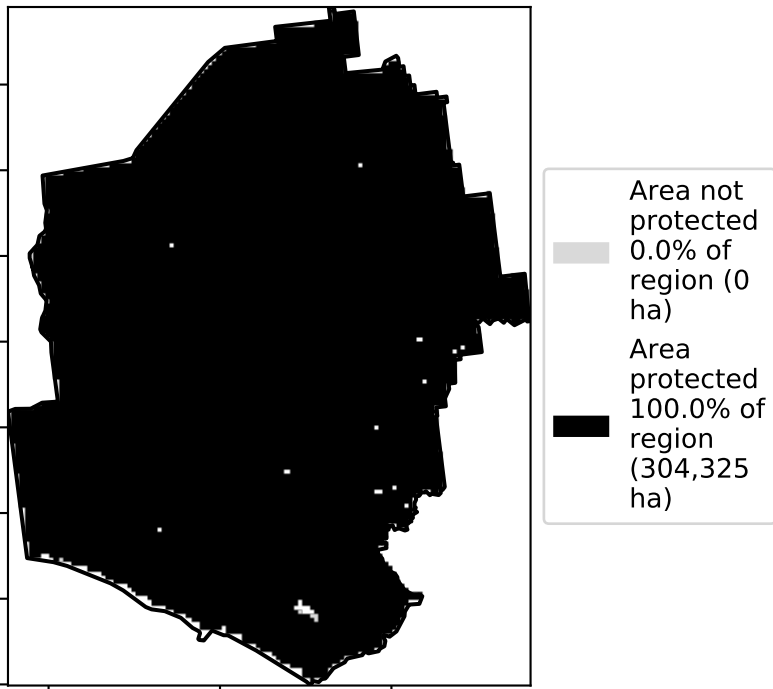 Area not
protected
0.0% of
region (0
ha)
Area
protected
100.0% of
region
(304,325
ha)